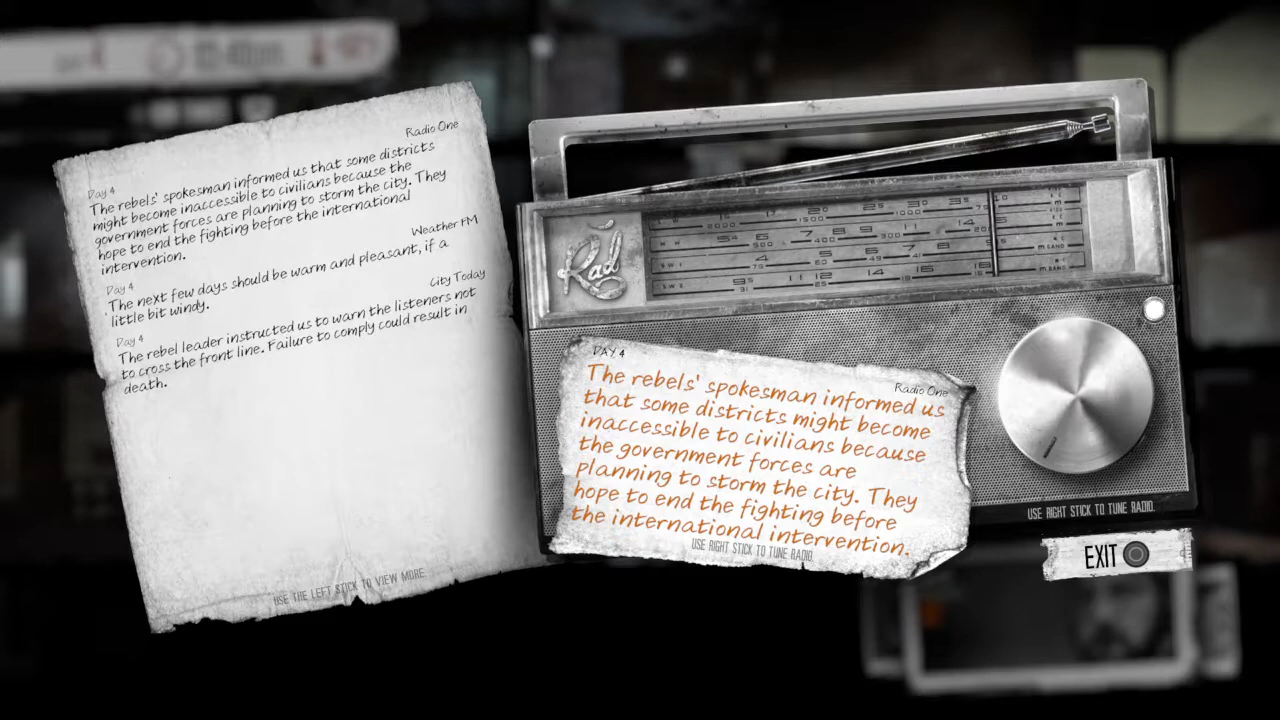 Radio One
Day 4
The rebels' spokesman informed us that some districts
might become inaccessible to civilians because the
government forces are planning to storm the city. They
hope to end the fighting before the international
intervention.
Weather FM
Day 4
The next few days should be warm and pleasant, if a
little bit windy.
City Today
Day 4
The rebel leader instructed us to warn the listeners not
to cross the front line. Failure to comply could result in
death.
USE THE LEFT STICK TO VIEW MORE
Rad
DAY 4
Radio One
The rebels' spokesman informed us
that some districts might become
inaccessible to civilians because
the government forces are
planning to storm the city. They
hope to end the fighting before
the international intervention.
USE RIGHT STICK TO TUNE RADIO.
USE RIGHT STICK TO TUNE RADIO.
EXIT